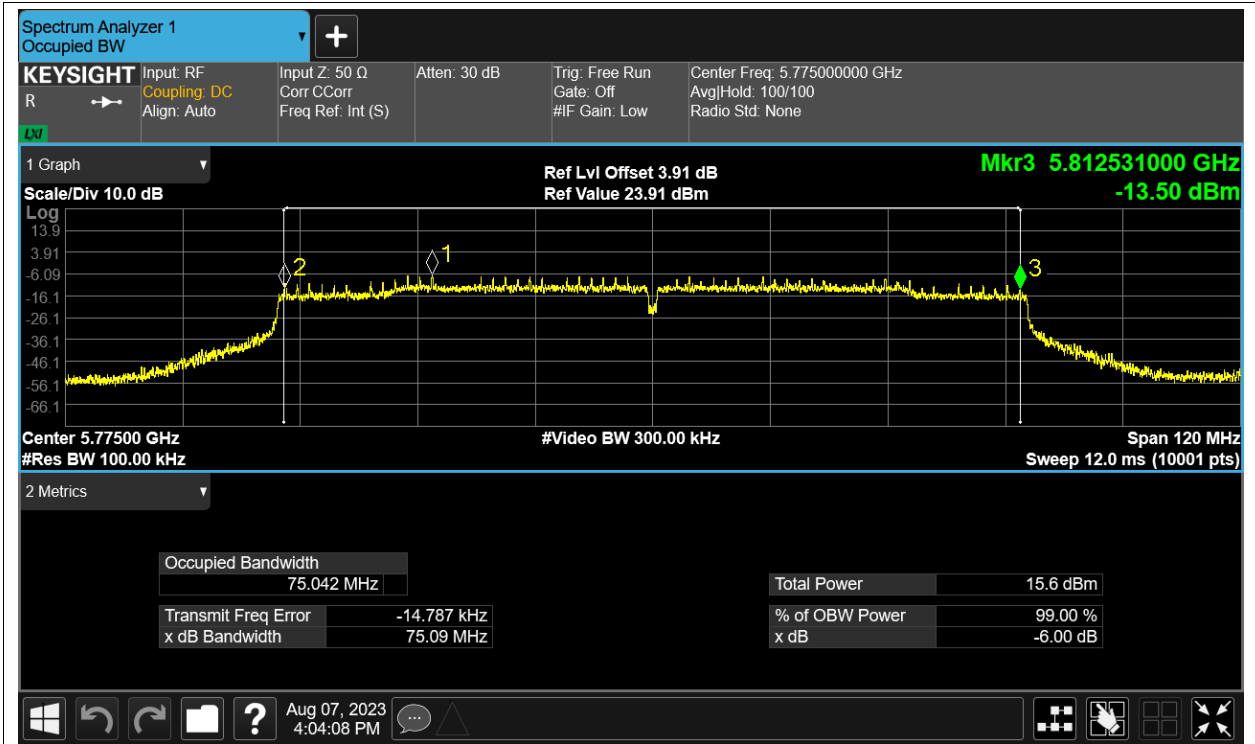 Spectrum Analyzer 1
Occupied BW
KEYSIGHT
R
LXI
Input: RF
Coupling: DC
Align: Auto
Input Z: 50 Ω
Corr CCorr
Freq Ref: Int (S)
Atten: 30 dB
Trig: Free Run
Gate: Off
#IF Gain: Low
Center Freq: 5.775000000 GHz
Avg|Hold: 100/100
Radio Std: None
1 Graph
Scale/Div 10.0 dB
Ref Lvl Offset 3.91 dB
Ref Value 23.91 dBm
Mkr3 5.812531000 GHz
-13.50 dBm
Log
13.9
3.91
-6.09
-16.1
-26.1
-36.1
-46.1
-56.1
-66.1
2
1
3
Center 5.77500 GHz
#Res BW 100.00 kHz
#Video BW 300.00 kHz
Span 120 MHz
Sweep 12.0 ms (10001 pts)
2 Metrics
Occupied Bandwidth
75.042 MHz
Transmit Freq Error -14.787 kHz
x dB Bandwidth 75.09 MHz
Total Power 15.6 dBm
% of OBW Power 99.00 %
x dB -6.00 dB
?
Aug 07, 2023
4:04:08 PM